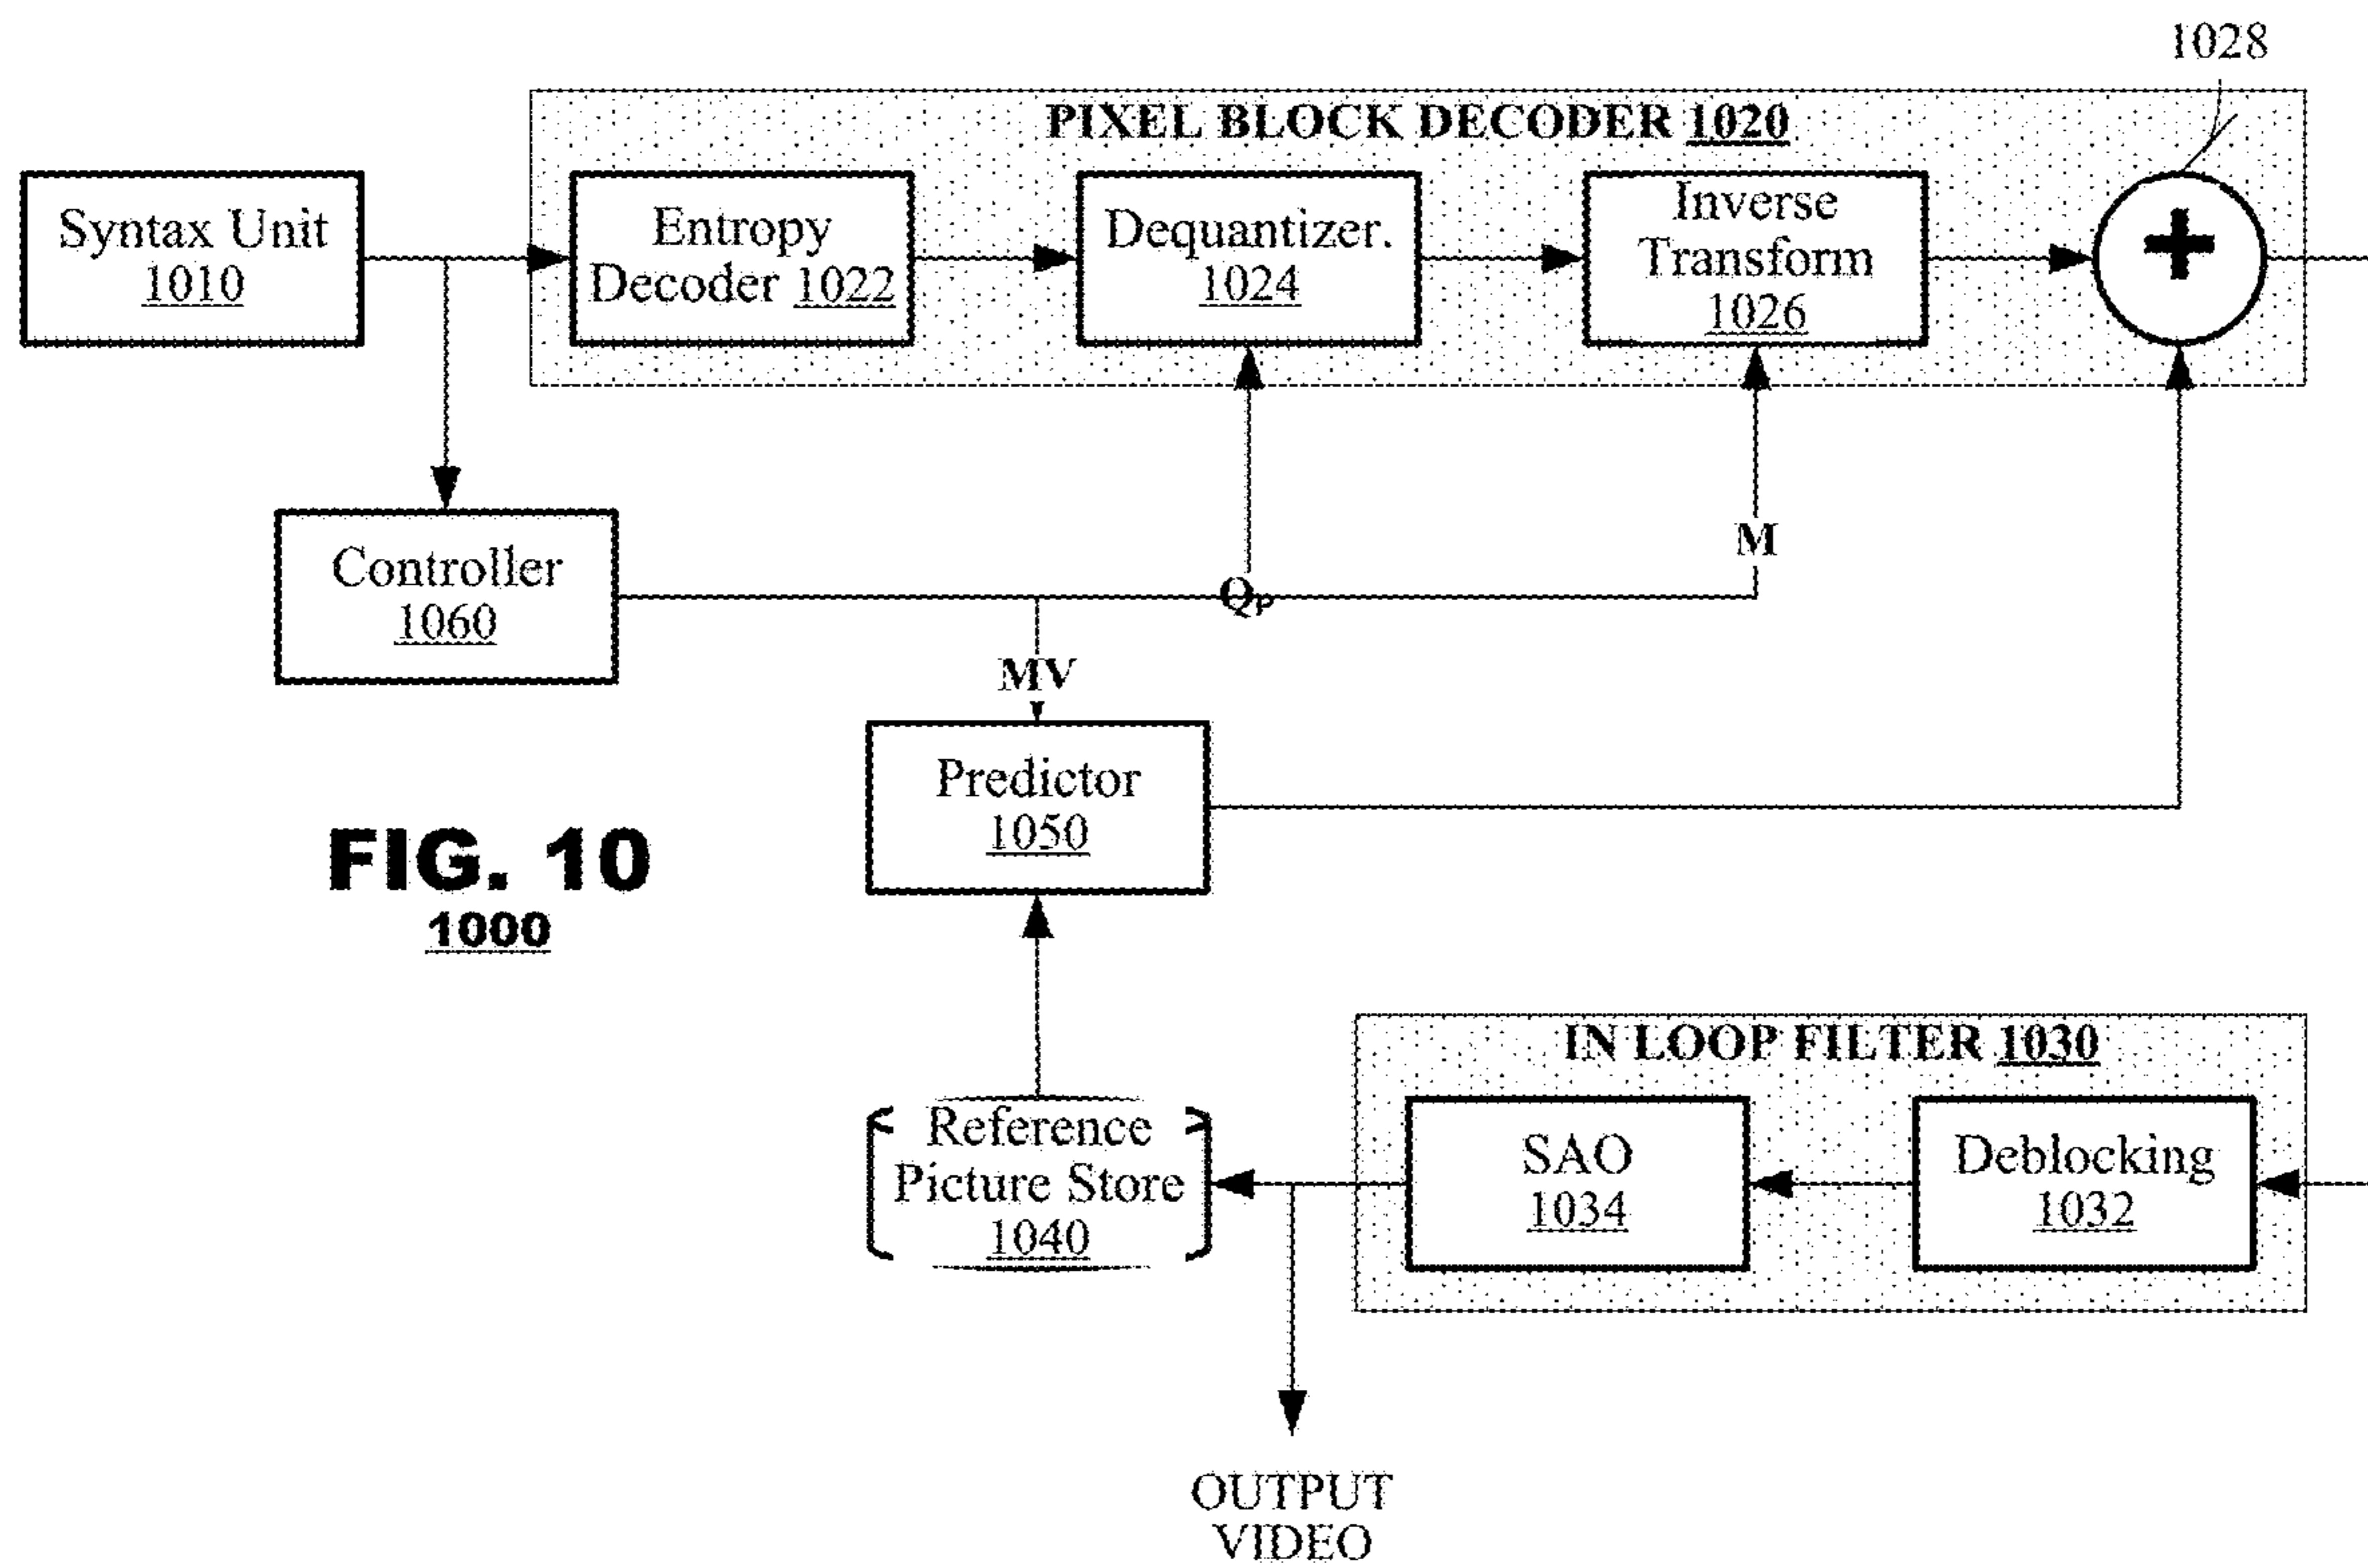 1028
PIXEL BLOCK DECODER 1020
Syntax Unit
1010
Entropy
Decoder 1022
Dequantizer.
1024
Inverse
Transform
1026
+
Controller
1060
QP
M
MV
Predictor
1050
FIG. 10
1000
IN LOOP FILTER 1030
Reference
Picture Store
1040
SAO
1034
Deblocking
1032
OUTPUT
VIDEO